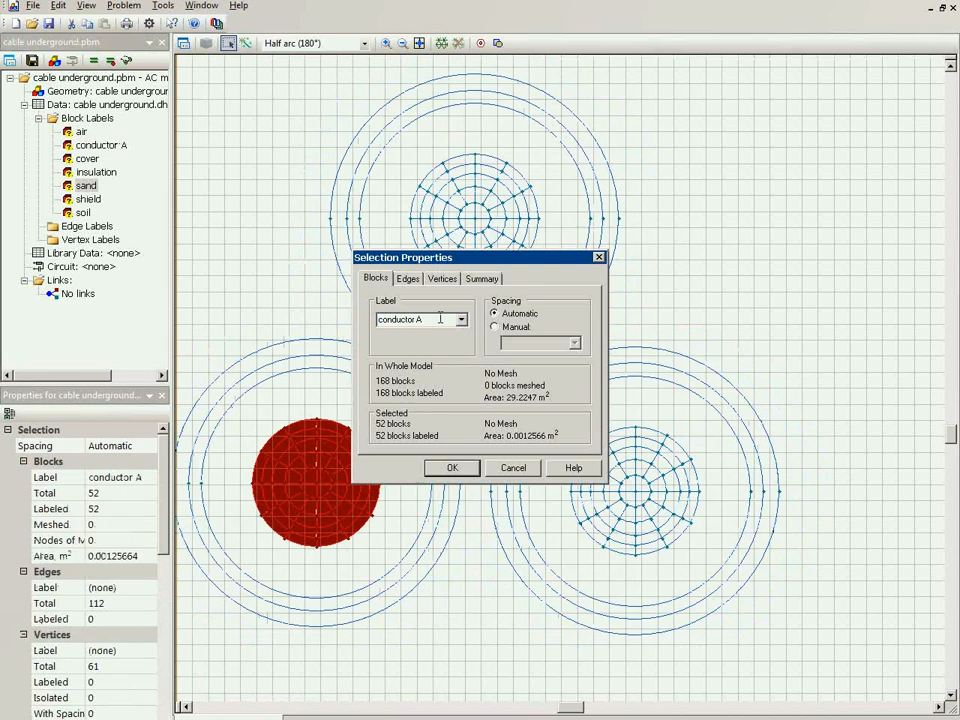 File Edit View Problem Tools Window Help
cable underground.pbm
Half arc (180°)
cable underground.pbm - AC m
Geometry: cable underground.
Data: cable underground.dh
Block Labels
air
conductor A
cover
insulation
sand
shield
soil
Edge Labels
Vertex Labels
Library Data: <none>
Circuit: <none>
Links:
No links
Properties for cable underground.
Selection
Spacing Automatic
Blocks
Label conductor A
Total 52
Labeled 52
Meshed 0
Nodes of M 0
Area, m² 0.00125664
Edges
Label (none)
Total 112
Labeled 0
Vertices
Label (none)
Total 61
Labeled 0
Isolated 0
With Spacin 0
Selection Properties
Blocks Edges Vertices Summary
Label
conductor A
Spacing
Automatic
Manual:
In Whole Model
168 blocks
168 blocks labeled
No Mesh
0 blocks meshed
Area: 29.2247 m²
Selected
52 blocks
52 blocks labeled
No Mesh
Area: 0.0012566 m²
OK Cancel Help